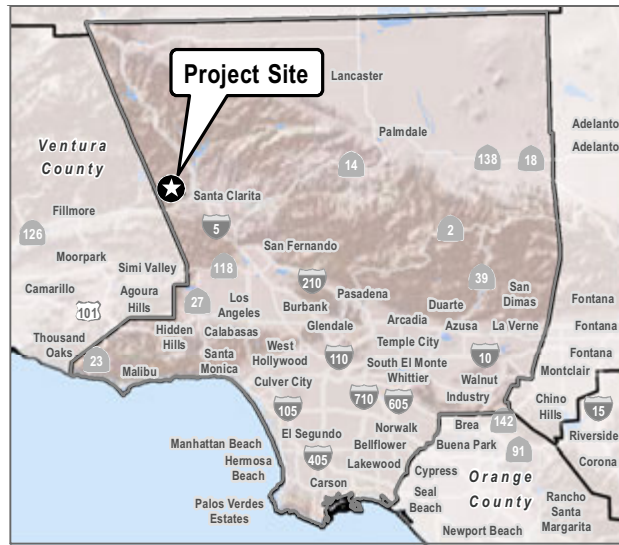 Project Site
Lancaster
Ventura
County
Palmdale
Adelanto
Adelanto
14
138
18
Santa Clarita
Fillmore
5
2
126
San Fernando
Moorpark
Simi Valley
118
210
39
San
Dimas
Camarillo
Agoura
Hills
101
27
Los
Angeles
Burbank
Pasadena
Duarte
Fontana
Glendale
Arcadia
Azusa
La Verne
Fontana
Thousand
Oaks
Hidden
Hills
Calabasas
Temple City
West
Hollywood
110
10
Fontana
23
Malibu
Santa
Monica
South El Monte
Whittier
Montclair
Culver City
Walnut
Industry
Chino
Hills
105
710
605
15
142
El Segundo
Norwalk
Brea
Riverside
Manhattan Beach
Bellflower
Buena Park
91
Hermosa
Beach
405
Lakewood
Cypress
Corona
Carson
Orange
County
Palos Verdes
Estates
Seal
Beach
Rancho
Santa
Margarita
Newport Beach